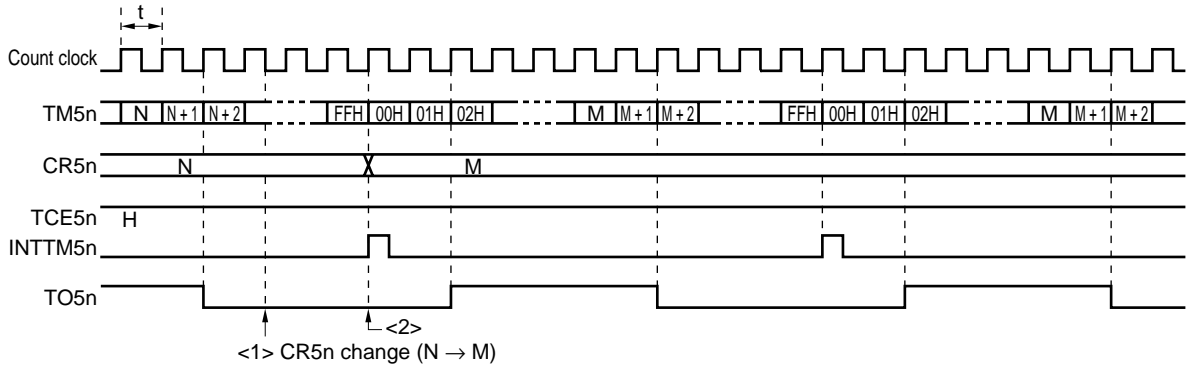 t
Count clock
TM5n N N + 1 N + 2 FFH 00H 01H 02H M M + 1 M + 2 FFH 00H 01H 02H M M + 1 M + 2
CR5n N M
TCE5n H
INTTM5n
TO5n
<2>
<1> CR5n change (N → M)